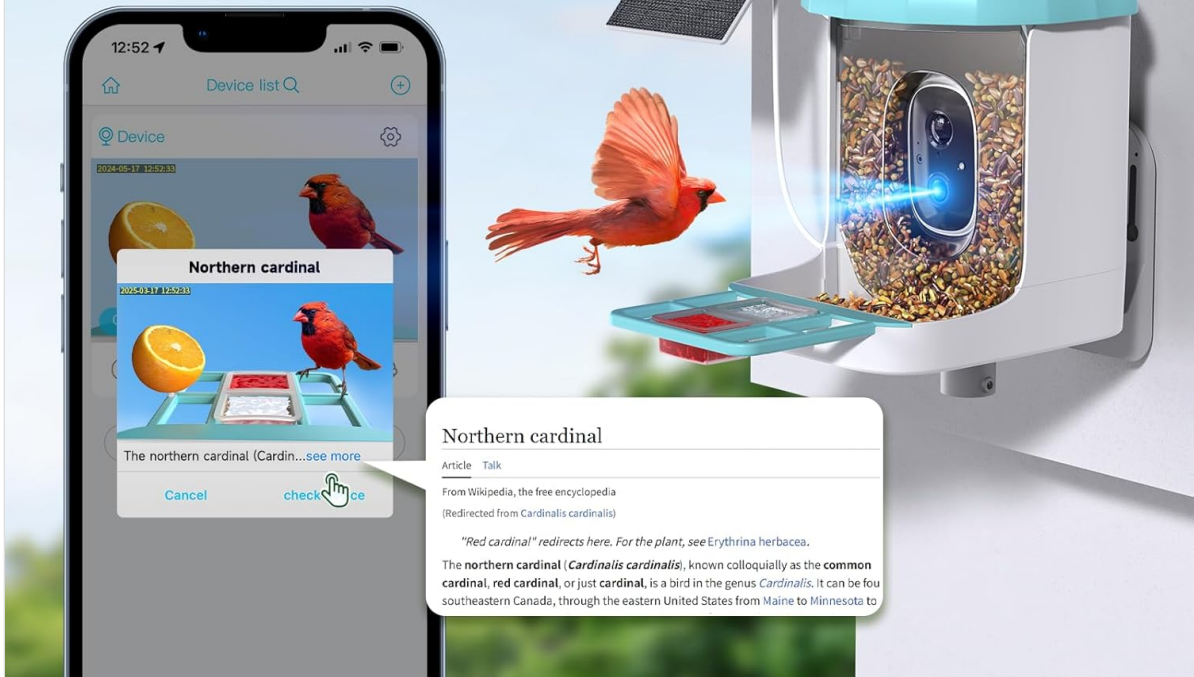 12:52
Device list
Device
2024-05-17 12:52:33
Northern cardinal
2025-03-17 12:52:33
The northern cardinal (Cardin...see more
Cancel
check ce
Northern cardinal
Article Talk
From Wikipedia, the free encyclopedia
(Redirected from Cardinalis cardinalis)
"Red cardinal" redirects here. For the plant, see Erythrina herbacea.
The northern cardinal (Cardinalis cardinalis), known colloquially as the common
cardinal, red cardinal, or just cardinal, is a bird in the genus Cardinalis. It can be fou
southeastern Canada, through the eastern United States from Maine to Minnesota to